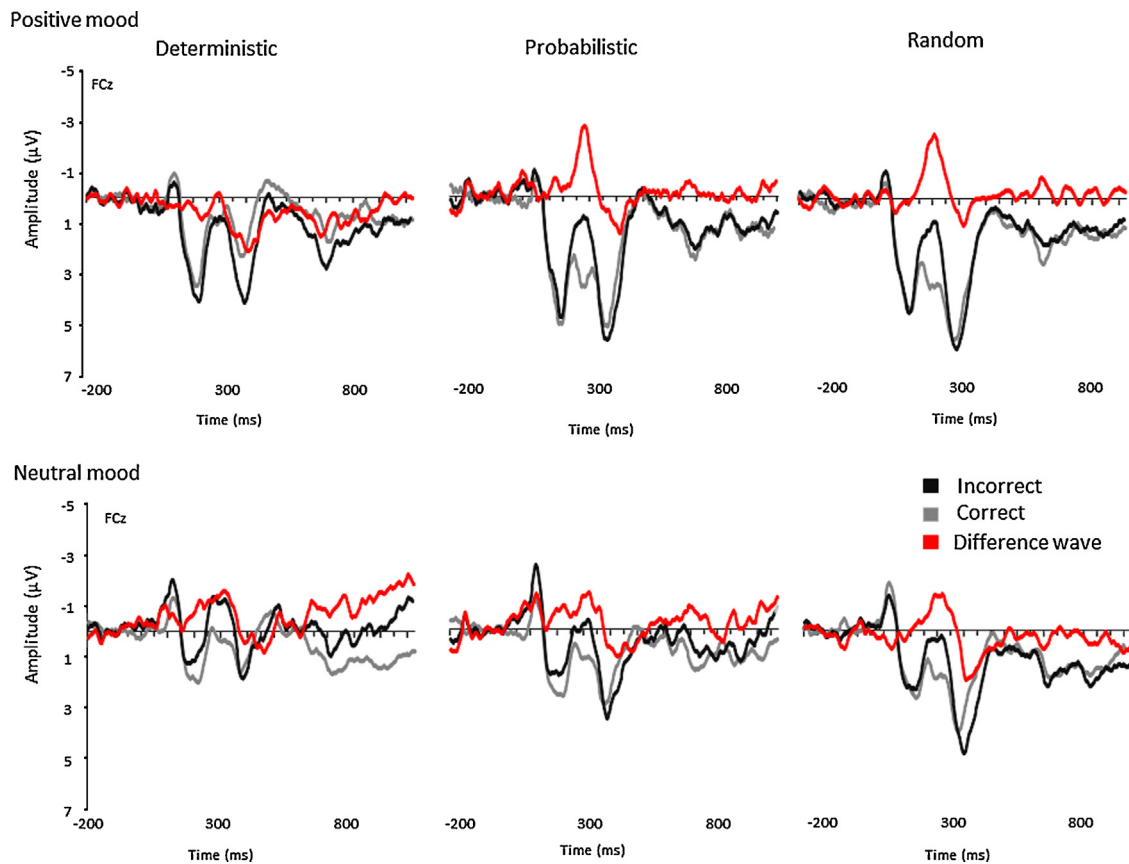 Positive mood
Deterministic
Probabilistic
Random
-5
FCz
-3
-1
1
3
5
7
Amplitude (µV)
-200 300 800
-200 300 800
-200 300 800
Time (ms)
Time (ms)
Time (ms)
Neutral mood
-5
FCz
-3
-1
1
3
5
7
Amplitude (µV)
Incorrect
Correct
Difference wave
-200 300 800
-200 300 800
-200 300 800
Time (ms)
Time (ms)
Time (ms)